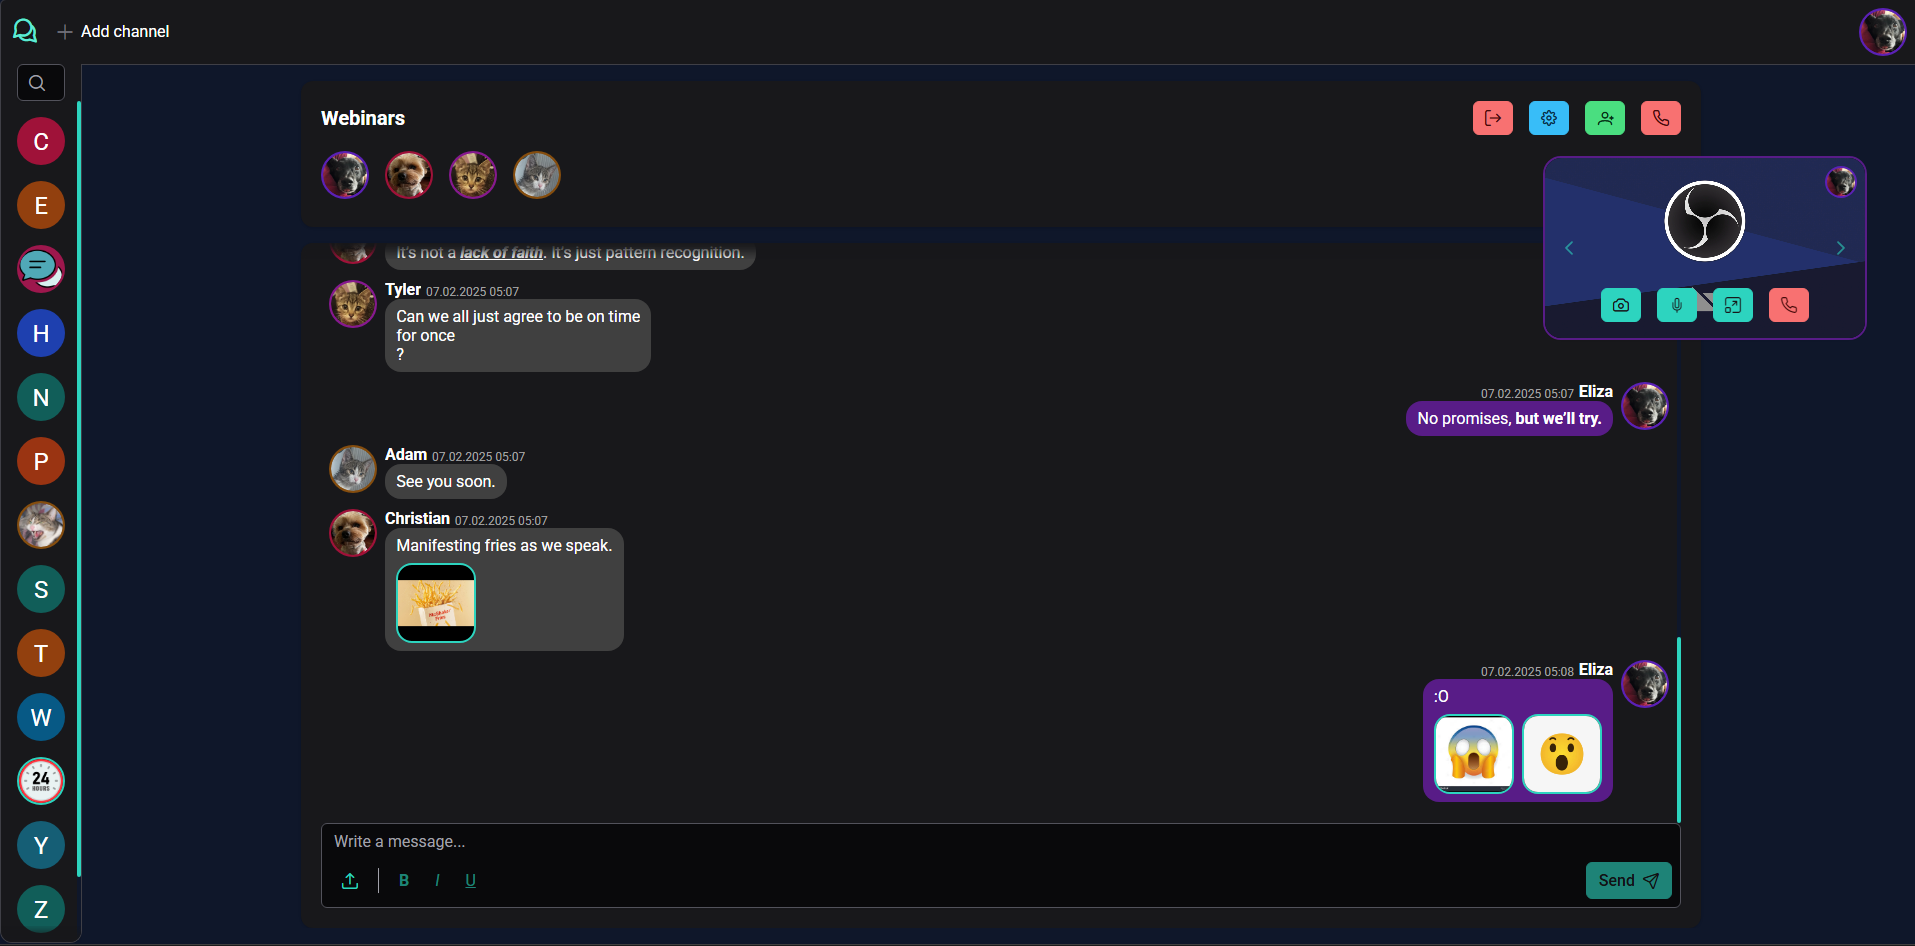 Add channel
C
E
H
N
P
S
T
W
24
HOURS
Y
Z
Webinars
It's not a lack of faith. It's just pattern recognition.
Tyler 07.02.2025 05:07
Can we all just agree to be on time
for once
?
07.02.2025 05:07 Eliza
No promises, but we’ll try.
Adam 07.02.2025 05:07
See you soon.
Christian 07.02.2025 05:07
Manifesting fries as we speak.
07.02.2025 05:08 Eliza
:O
Write a message...
B I U
Send